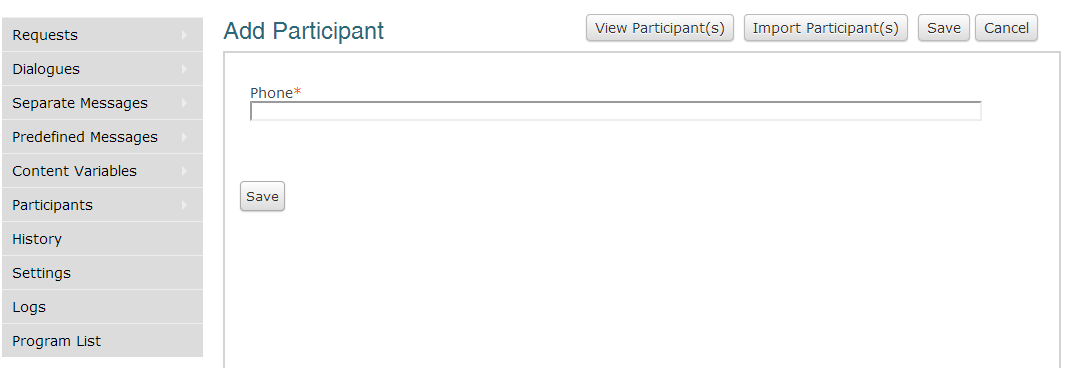 Requests
Dialogues
Separate Messages
Predefined Messages
Content Variables
Participants
History
Settings
Logs
Program List
Add Participant
View Participant(s) Import Participant(s) Save Cancel
Phone*
Save